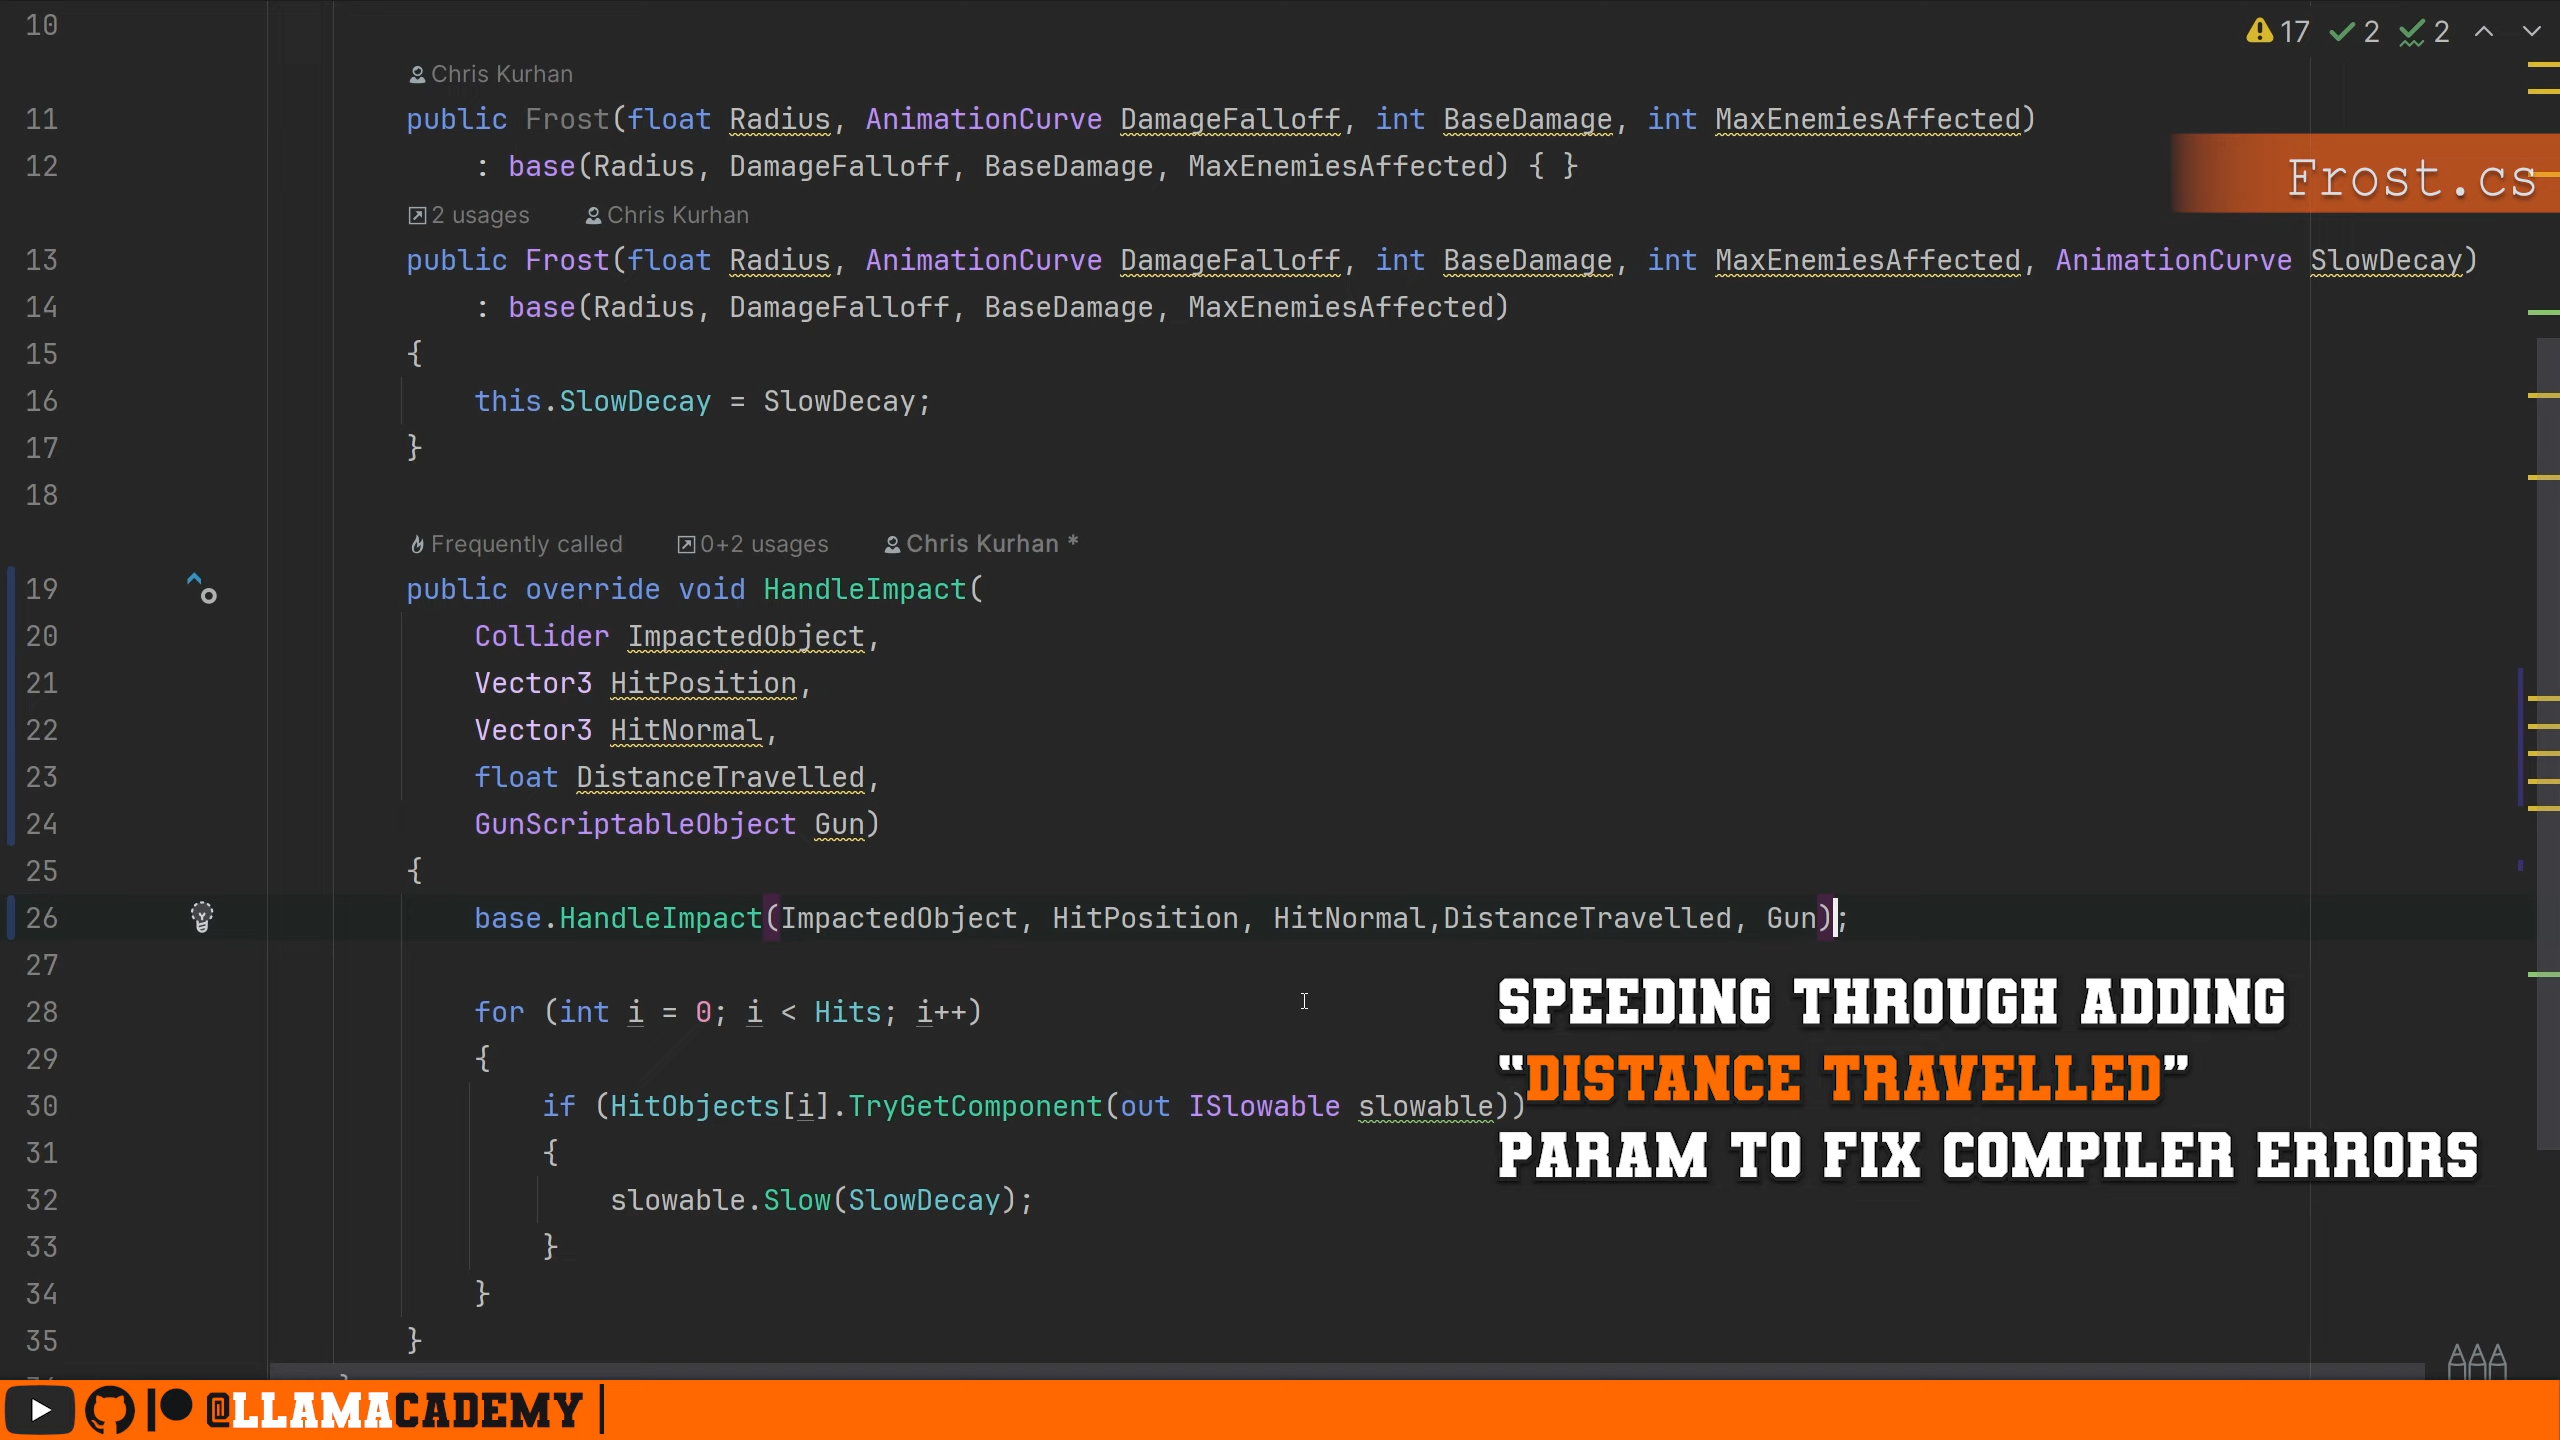 10
17 2 2
Chris Kurhan
11 public Frost(float Radius, AnimationCurve DamageFalloff, int BaseDamage, int MaxEnemiesAffected)
12 : base(Radius, DamageFalloff, BaseDamage, MaxEnemiesAffected) { }
Frost.cs
2 usages Chris Kurhan
13 public Frost(float Radius, AnimationCurve DamageFalloff, int BaseDamage, int MaxEnemiesAffected, AnimationCurve SlowDecay)
14 : base(Radius, DamageFalloff, BaseDamage, MaxEnemiesAffected)
15 {
16 this.SlowDecay = SlowDecay;
17 }
18
Frequently called 0+2 usages Chris Kurhan *
19 public override void HandleImpact(
20 Collider ImpactedObject,
21 Vector3 HitPosition,
22 Vector3 HitNormal,
23 float DistanceTravelled,
24 GunScriptableObject Gun)
25 {
26 base.HandleImpact(ImpactedObject, HitPosition, HitNormal,DistanceTravelled, Gun);
27
28 for (int i = 0; i < Hits; i++)
29 {
30 if (HitObjects[i].TryGetComponent(out ISlowable slowable))
31 {
32 slowable.Slow(SlowDecay);
33 }
34 }
35 }
SPEEDING THROUGH ADDING
“DISTANCE TRAVELLED”
PARAM TO FIX COMPILER ERRORS
@LLAMACADEMY